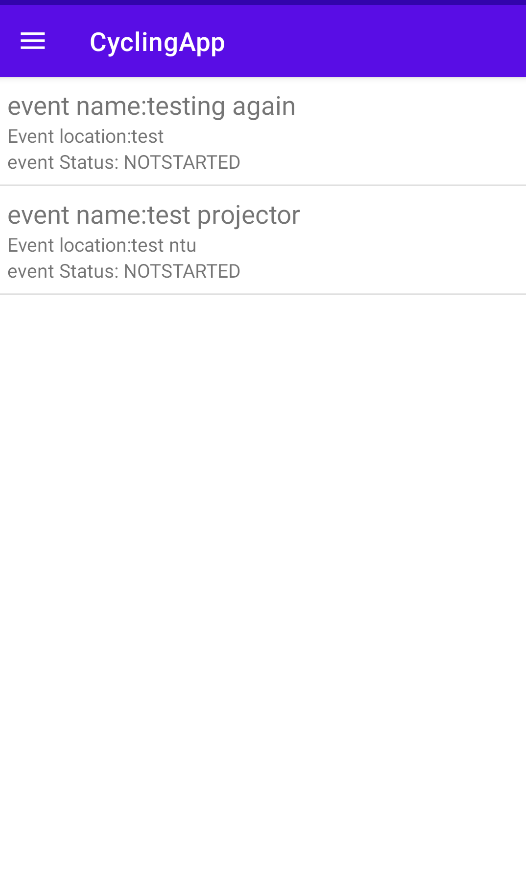 CyclingApp
event name:testing again
Event location:test
event Status: NOTSTARTED
event name:test projector
Event location:test ntu
event Status: NOTSTARTED